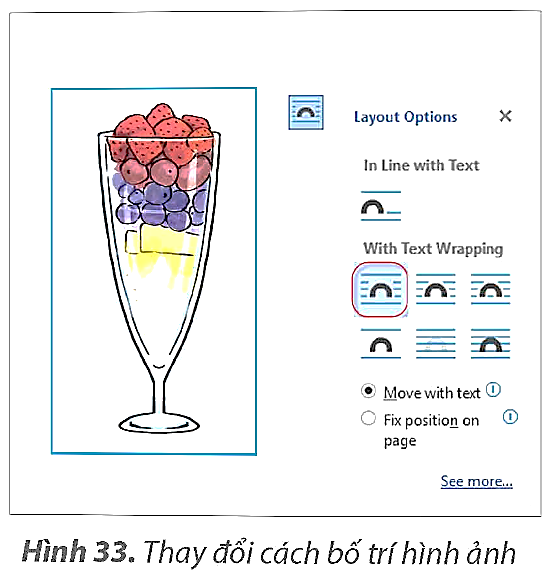 Layout Options
In Line with Text
With Text Wrapping
Move with text
Fix position on
page
See more...
Hình 33. Thay đổi cách bố trí hình ảnh